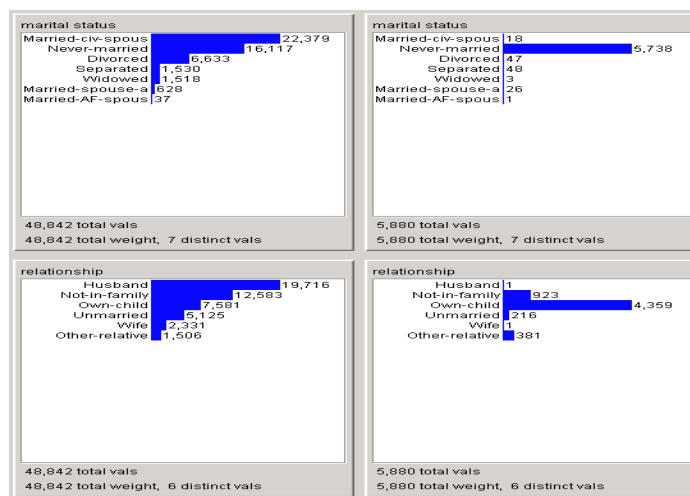 marital status
Married-civ-spous 22,379
Never-married 16,117
Divorced 6,633
Separated 1,530
Widowed 1,518
Married-spouse-a 628
Married-AF-spous 37
48,842 total vals
48,842 total weight, 7 distinct vals
marital status
Married-civ-spous 18
Never-married 5,738
Divorced 47
Separated 48
Widowed 3
Married-spouse-a 26
Married-AF-spous 1
5,880 total vals
5,880 total weight, 7 distinct vals
relationship
Husband 19,716
Not-in-family 12,583
Own-child 7,581
Unmarried 5,125
Wife 2,331
Other-relative 1,506
48,842 total vals
48,842 total weight, 6 distinct vals
relationship
Husband 1
Not-in-family 923
Own-child 4,359
Unmarried 216
Wife 1
Other-relative 381
5,880 total vals
5,880 total weight, 6 distinct vals